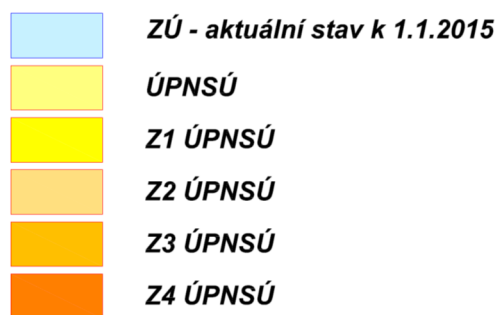 ZÚ - aktuální stav k 1.1.2015
ÚPNSÚ
Z1 ÚPNSÚ
Z2 ÚPNSÚ
Z3 ÚPNSÚ
Z4 ÚPNSÚ